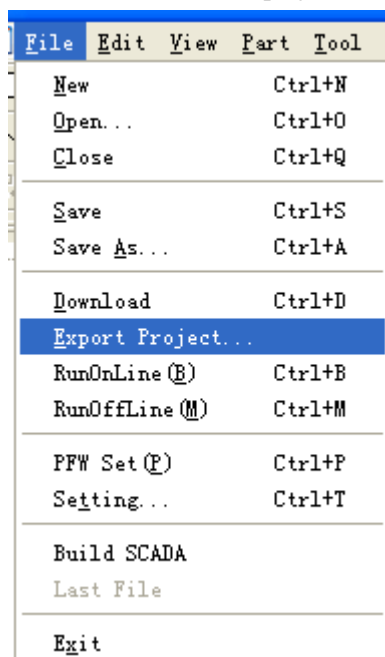 File Edit View Part Tool
New Ctrl+N
Open... Ctrl+O
Close Ctrl+Q
Save Ctrl+S
Save As... Ctrl+A
Download Ctrl+D
Export Project...
RunOnLine(B) Ctrl+B
RunOffLine(M) Ctrl+M
PFW Set(P) Ctrl+P
Setting... Ctrl+T
Build SCADA
Last File
Exit